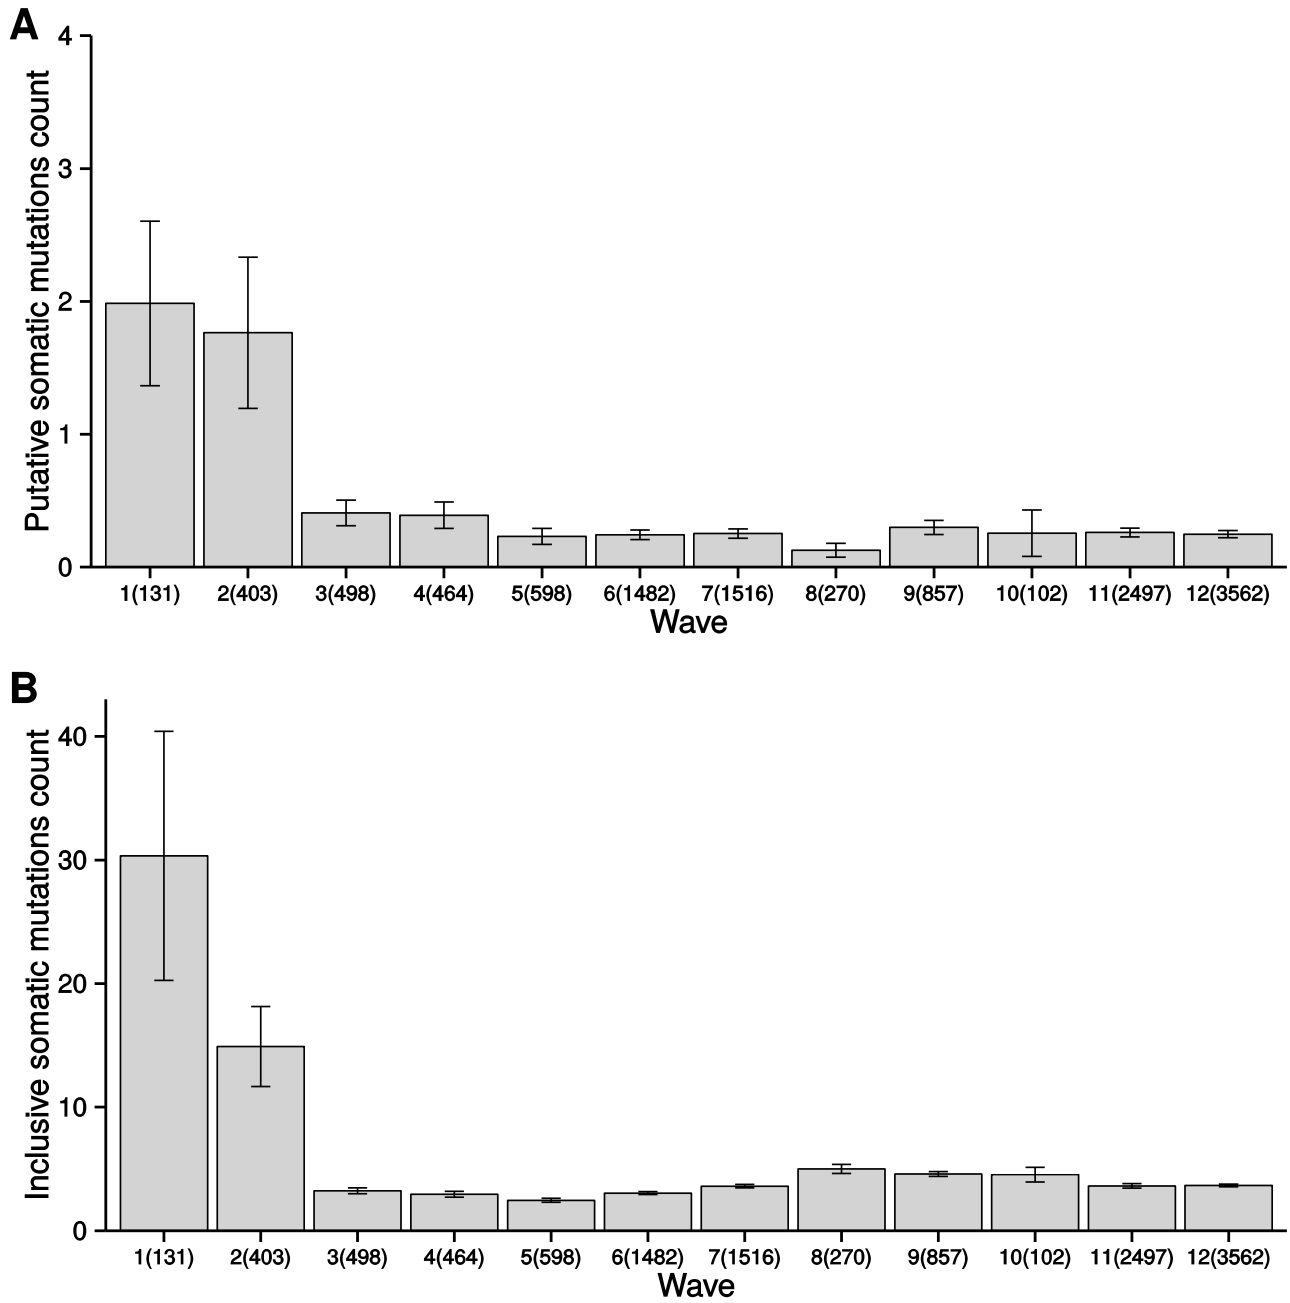 A
Putative somatic mutations count
4
3
2
1
0
1(131) 2(403) 3(498) 4(464) 5(598) 6(1482) 7(1516) 8(270) 9(857) 10(102) 11(2497) 12(3562)
Wave
B
Inclusive somatic mutations count
40
30
20
10
0
1(131) 2(403) 3(498) 4(464) 5(598) 6(1482) 7(1516) 8(270) 9(857) 10(102) 11(2497) 12(3562)
Wave